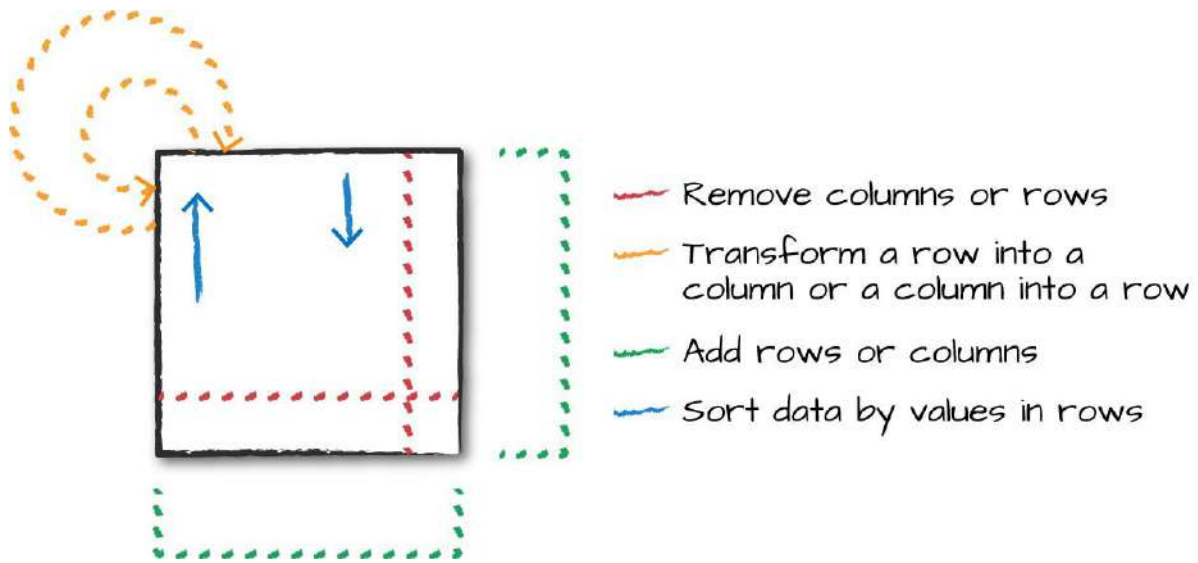 Remove columns or rows
Transform a row into a
column or a column into a row
Add rows or columns
Sort data by values in rows